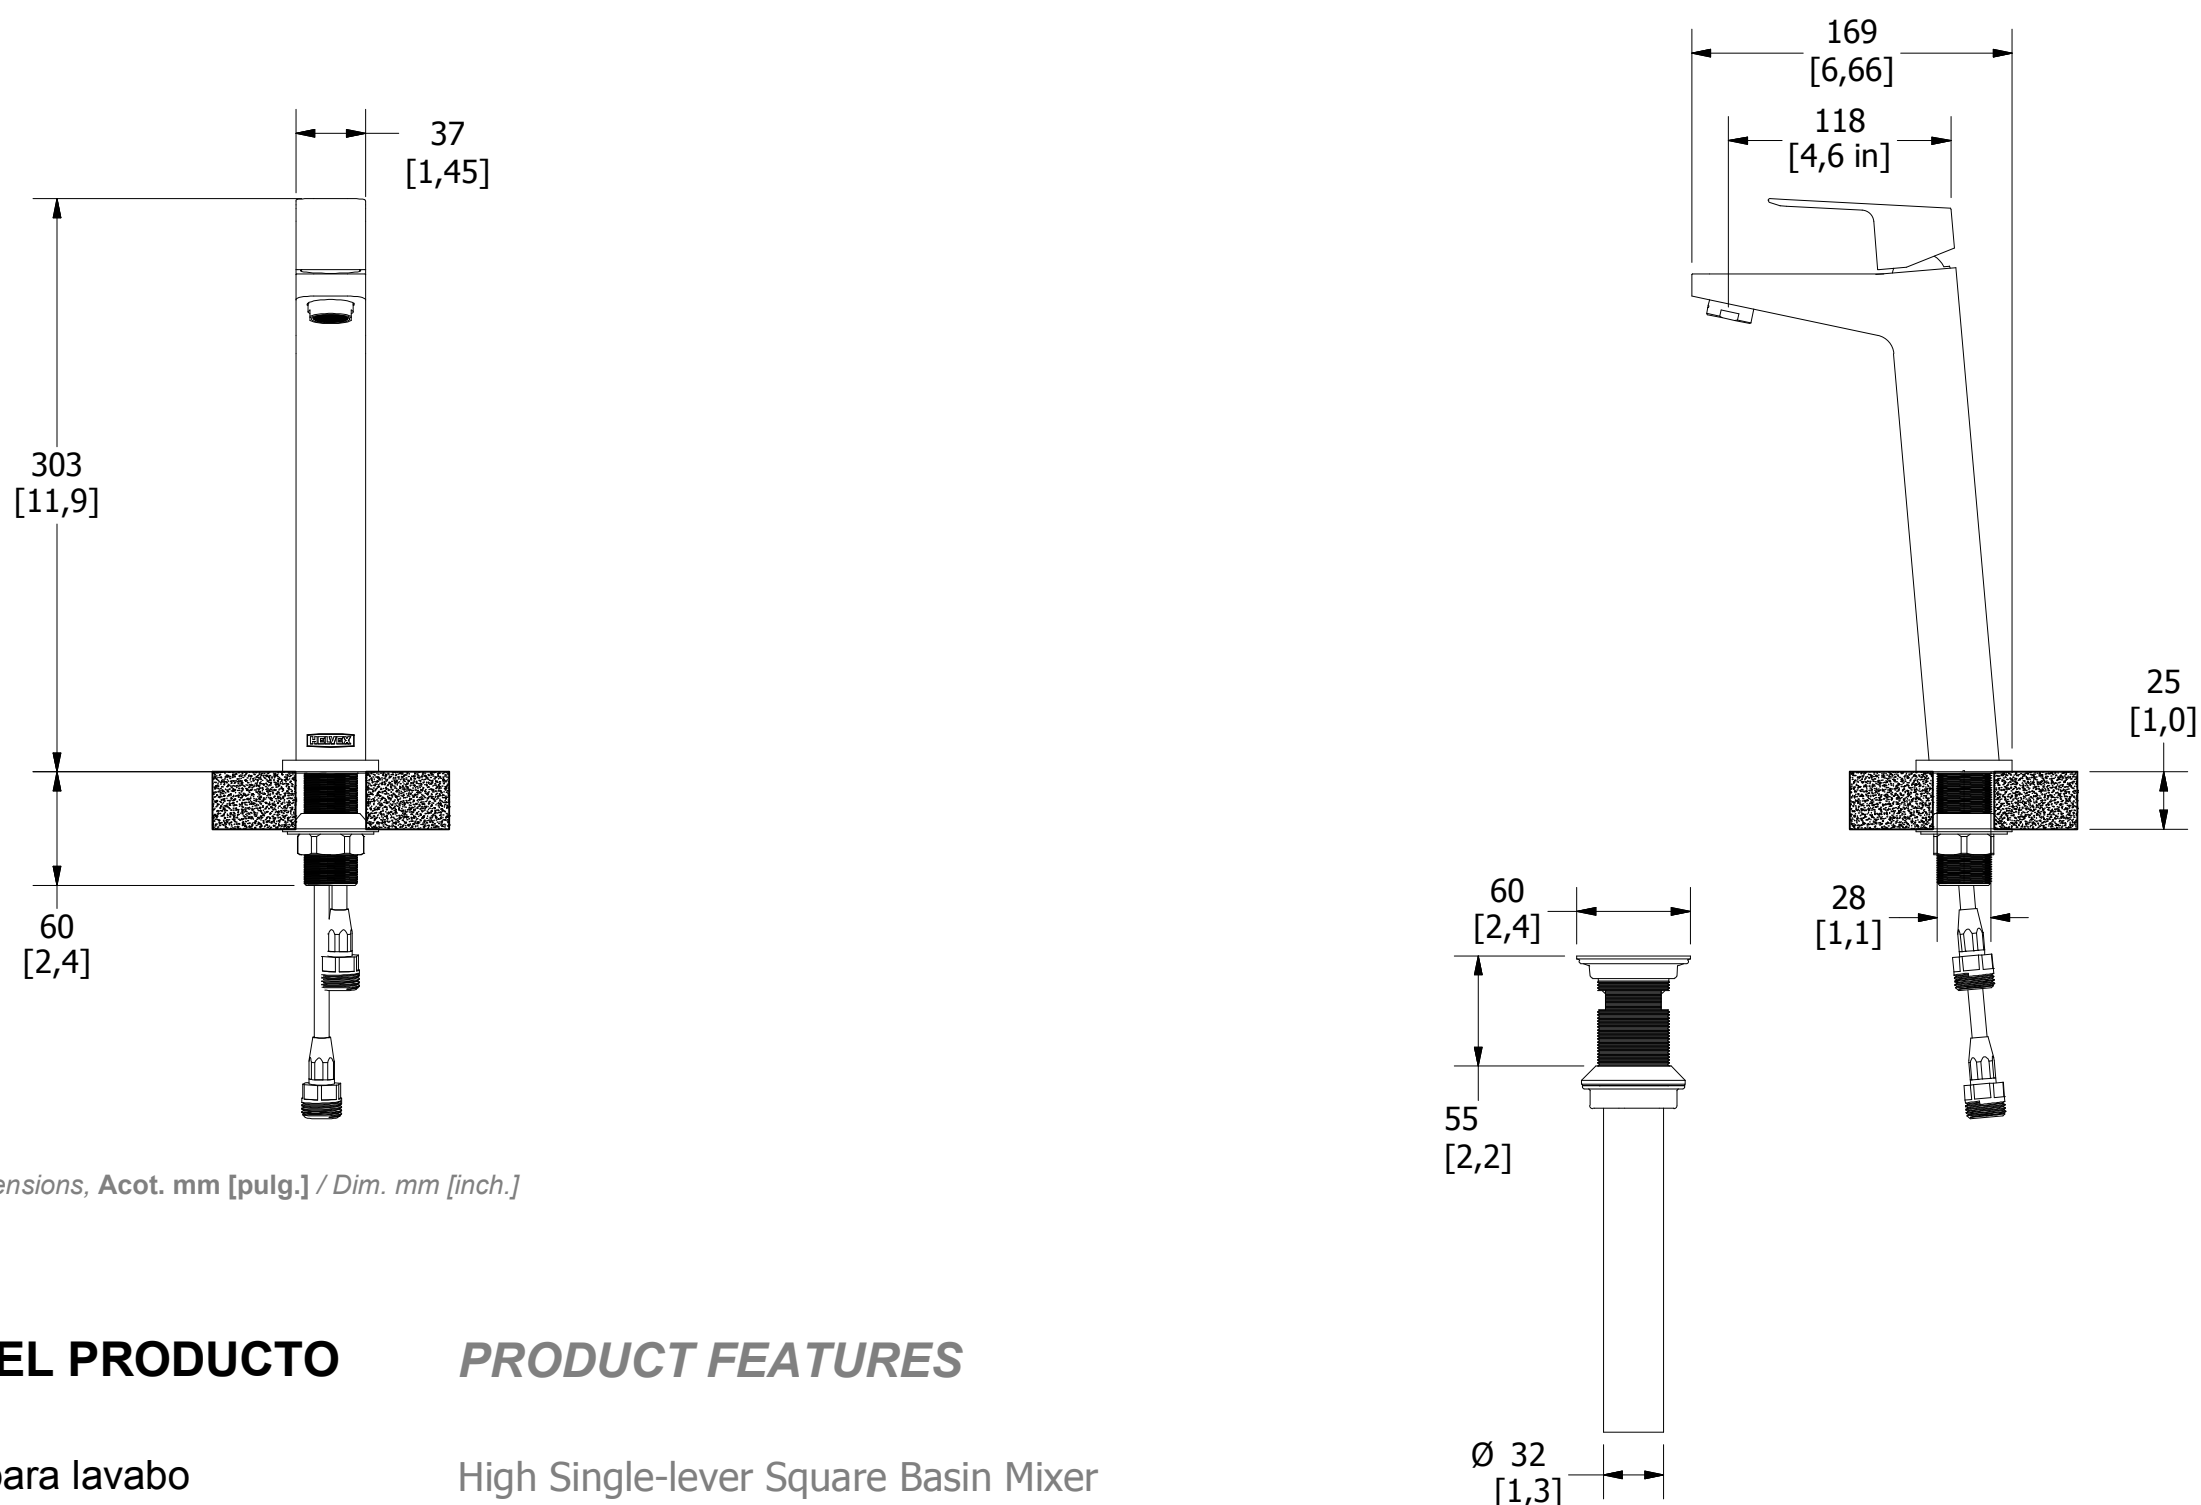 169
[6,66]
118
[4,6 in]
37
[1,45]
303
[11,9]
HELVEX
25
[1,0]
60
[2,4]
28
[1,1]
60
[2,4]
55
[2,2]
ensions, Acot. mm [pulg.] / Dim. mm [inch.]
EL PRODUCTO
PRODUCT FEATURES
para lavabo
High Single-lever Square Basin Mixer
Ø 32
[1,3]